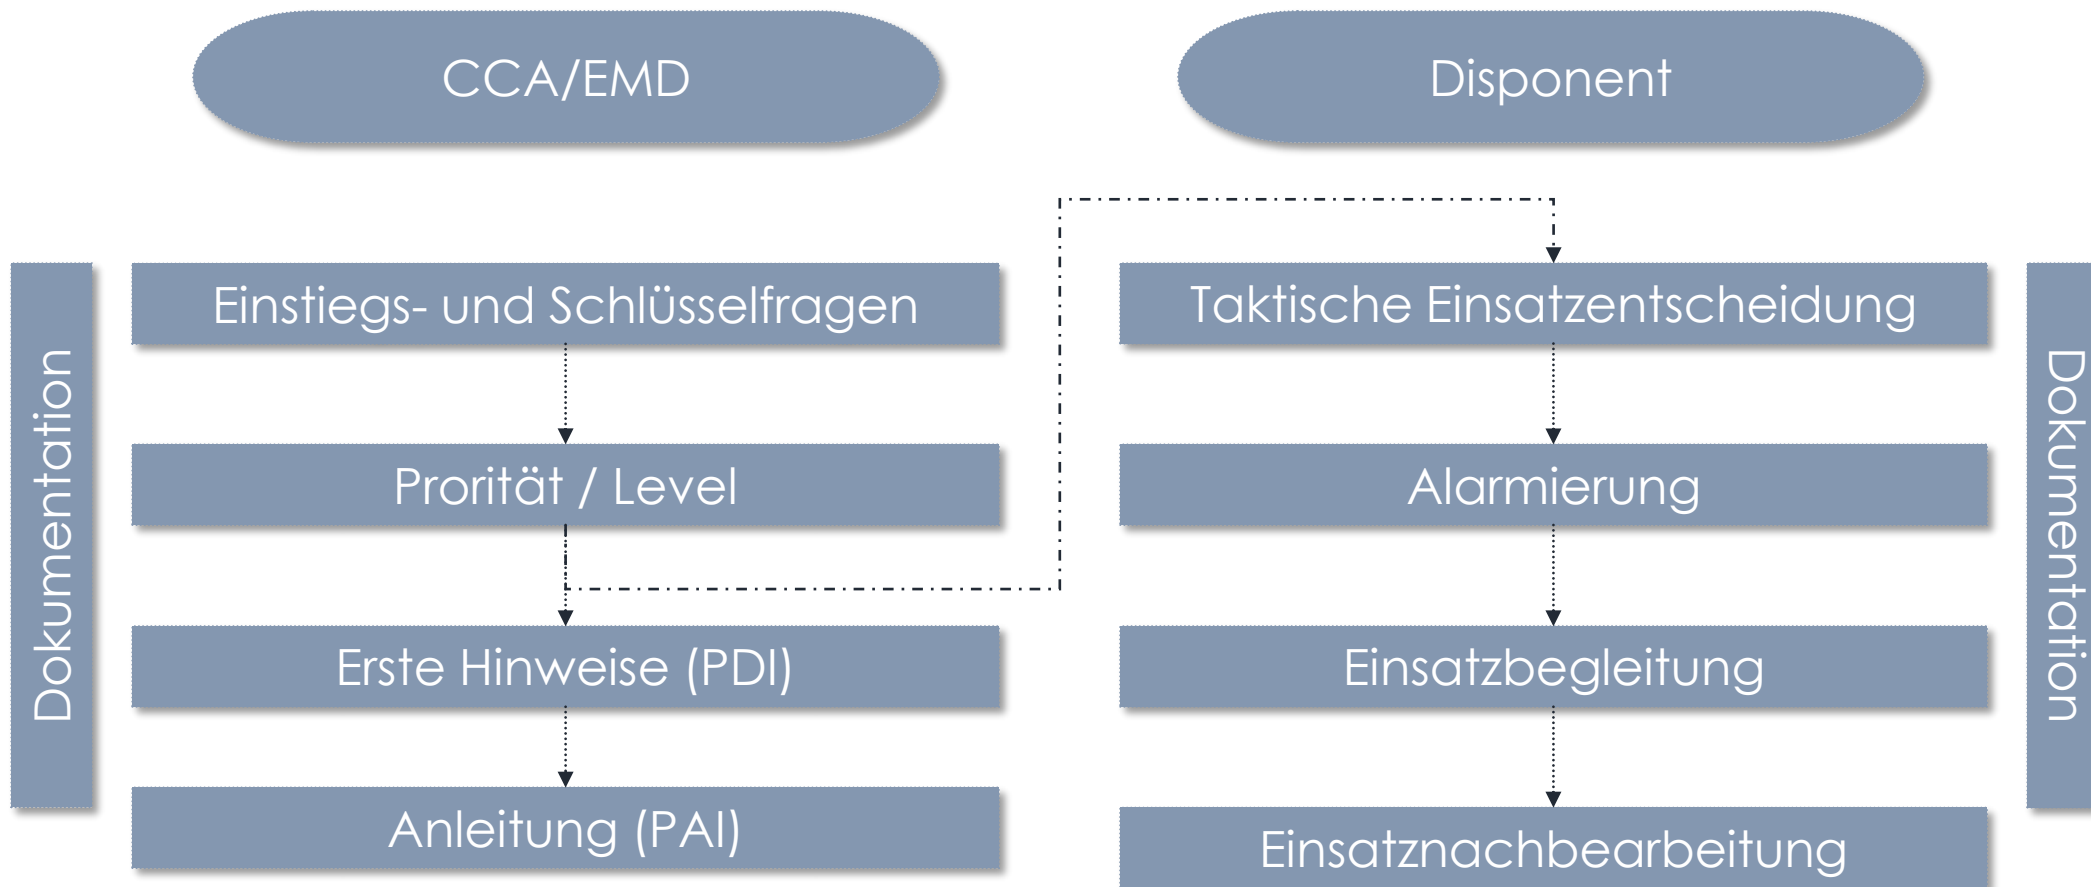 CCA/EMD
Disponent
Dokumentation
Einstiegs- und Schlüsselfragen
Prorität / Level
Erste Hinweise (PDI)
Anleitung (PAI)
Taktische Einsatzentscheidung
Alarmierung
Einsatzbegleitung
Einsatznachbearbeitung
Dokumentation